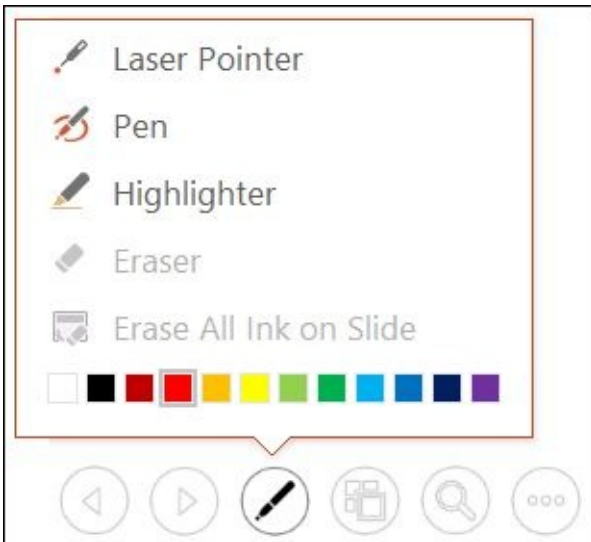 Laser Pointer
Pen
Highlighter
Eraser
Erase All Ink on Slide